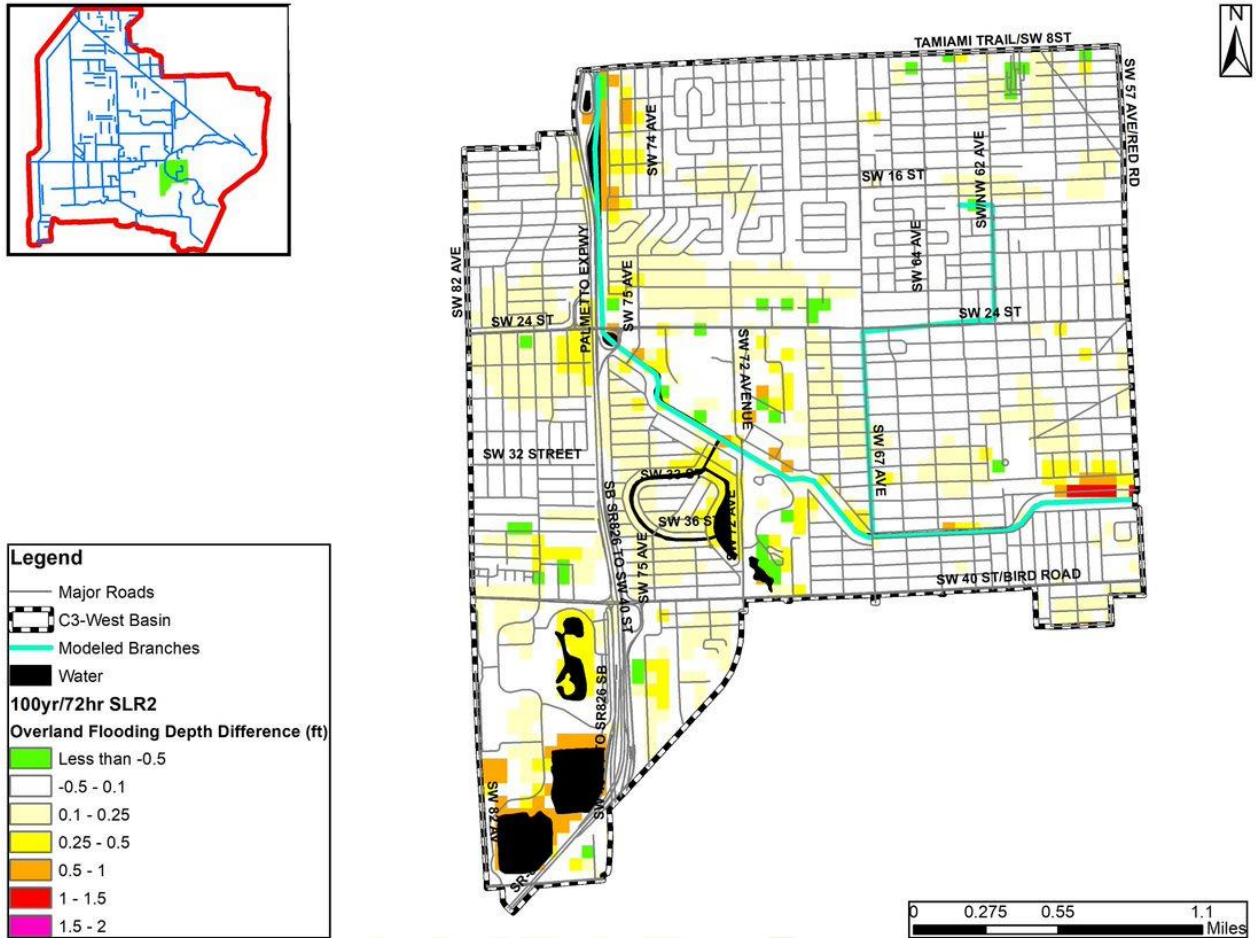 N
TAMIAMI TRAIL/SW 8ST
SW 57 AVE/RED RD
SW 74 AVE
SW 16 ST
SW/NW 62 AVE
SW 64 AVE
SW 82 AVE
PALMETTO EXPWY
SW 75 AVE
SW 24 ST
SW 24 ST
SW 72 AVENUE
SW 32 STREET
SW 67 AVE
SW 33 ST
SW 36 ST
SW 72 AVE
SB SR826 TO SW 40 ST
SW 75 AVE
SW 40 ST/BIRD ROAD
TO SR826 SB
SW 82 AV
Legend
Major Roads
C3-West Basin
Modeled Branches
Water
100yr/72hr SLR2
Overland Flooding Depth Difference (ft)
Less than -0.5
-0.5 - 0.1
0.1 - 0.25
0.25 - 0.5
0.5 - 1
1 - 1.5
1.5 - 2
0 0.275 0.55 1.1
Miles